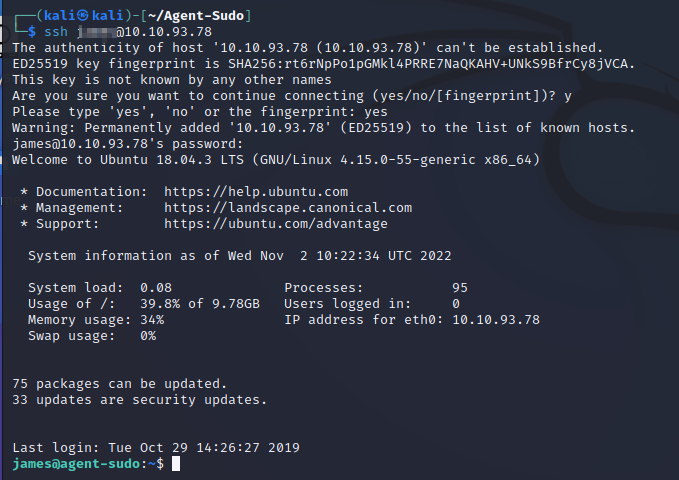 ┌──(kali㉿kali)-[~/Agent-Sudo]
└─$ ssh j@10.10.93.78
The authenticity of host '10.10.93.78 (10.10.93.78)' can't be established.
ED25519 key fingerprint is SHA256:rt6rNpPo1pGMkl4PRRE7NaQKAHV+UNkS9BfrCy8jVCA.
This key is not known by any other names
Are you sure you want to continue connecting (yes/no/[fingerprint])? y
Please type 'yes', 'no' or the fingerprint: yes
Warning: Permanently added '10.10.93.78' (ED25519) to the list of known hosts.
james@10.10.93.78's password:
Welcome to Ubuntu 18.04.3 LTS (GNU/Linux 4.15.0-55-generic x86_64)
* Documentation:  https://help.ubuntu.com
* Management:     https://landscape.canonical.com
* Support:        https://ubuntu.com/advantage
System information as of Wed Nov  2 10:22:34 UTC 2022
System load:  0.08              Processes:           95
Usage of /:   39.8% of 9.78GB   Users logged in:     0
Memory usage: 34%               IP address for eth0: 10.10.93.78
Swap usage:   0%
75 packages can be updated.
33 updates are security updates.
Last login: Tue Oct 29 14:26:27 2019
james@agent-sudo:~$